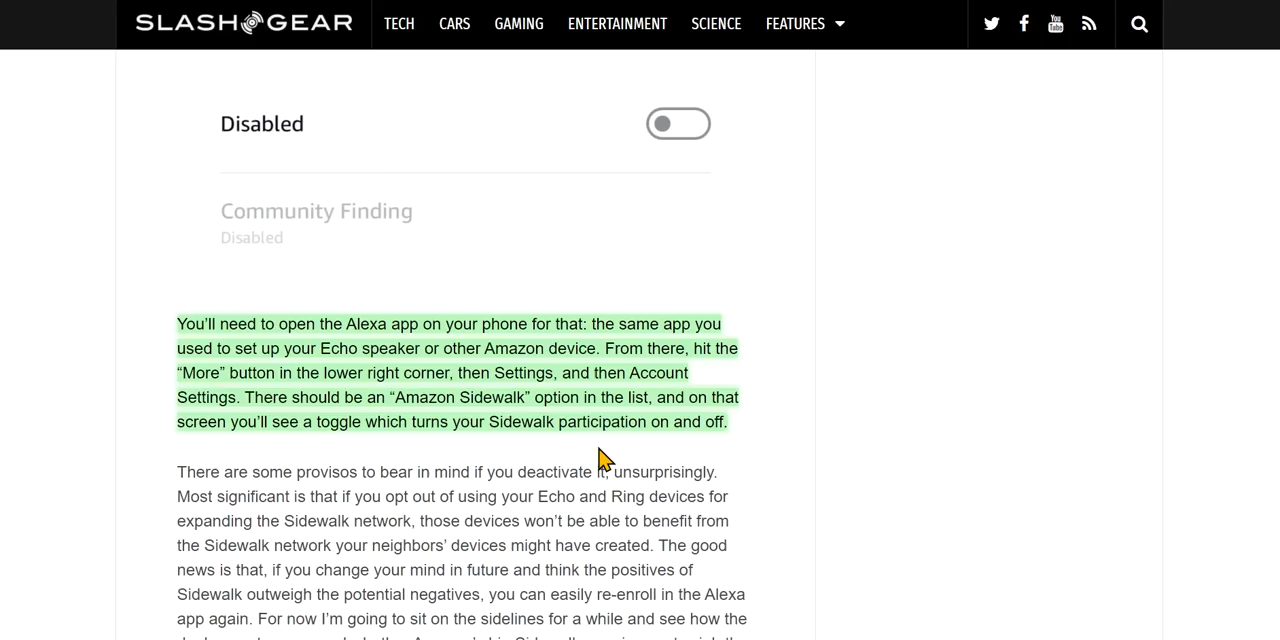 SLASHGEAR TECH CARS GAMING ENTERTAINMENT SCIENCE FEATURES
Disabled
Community Finding
Disabled
You’ll need to open the Alexa app on your phone for that: the same app you
used to set up your Echo speaker or other Amazon device. From there, hit the
“More” button in the lower right corner, then Settings, and then Account
Settings. There should be an “Amazon Sidewalk” option in the list, and on that
screen you’ll see a toggle which turns your Sidewalk participation on and off.
There are some provisos to bear in mind if you deactivate it, unsurprisingly.
Most significant is that if you opt out of using your Echo and Ring devices for
expanding the Sidewalk network, those devices won’t be able to benefit from
the Sidewalk network your neighbors’ devices might have created. The good
news is that, if you change your mind in future and think the positives of
Sidewalk outweigh the potential negatives, you can easily re-enroll in the Alexa
app again. For now I’m going to sit on the sidelines for a while and see how the